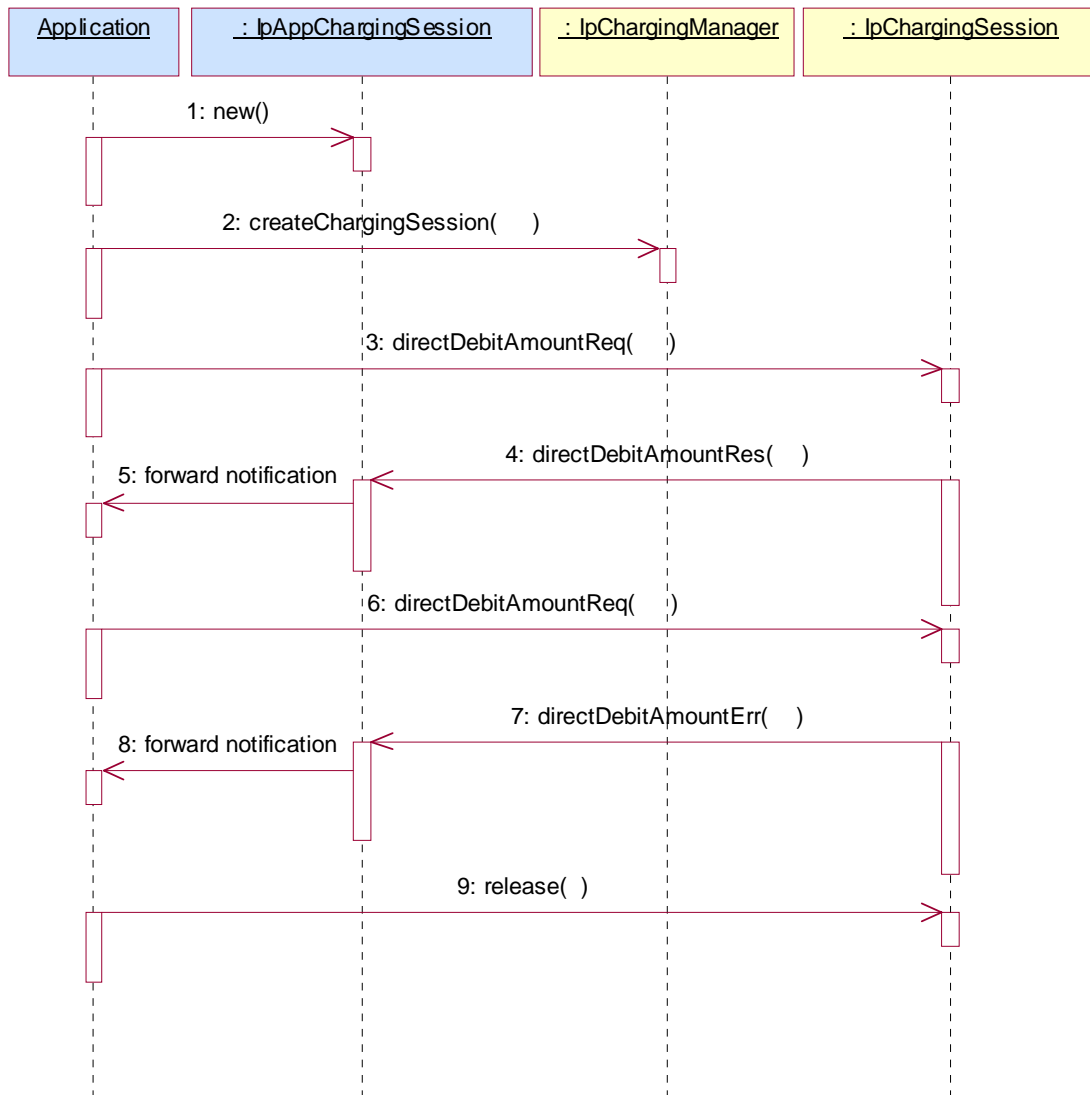 Application
: IpAppChargingSession
: IpChargingManager
: IpChargingSession
1: new()
2: createChargingSession( )
3: directDebitAmountReq( )
4: directDebitAmountRes( )
5: forward notification
6: directDebitAmountReq( )
7: directDebitAmountErr( )
8: forward notification
9: release( )